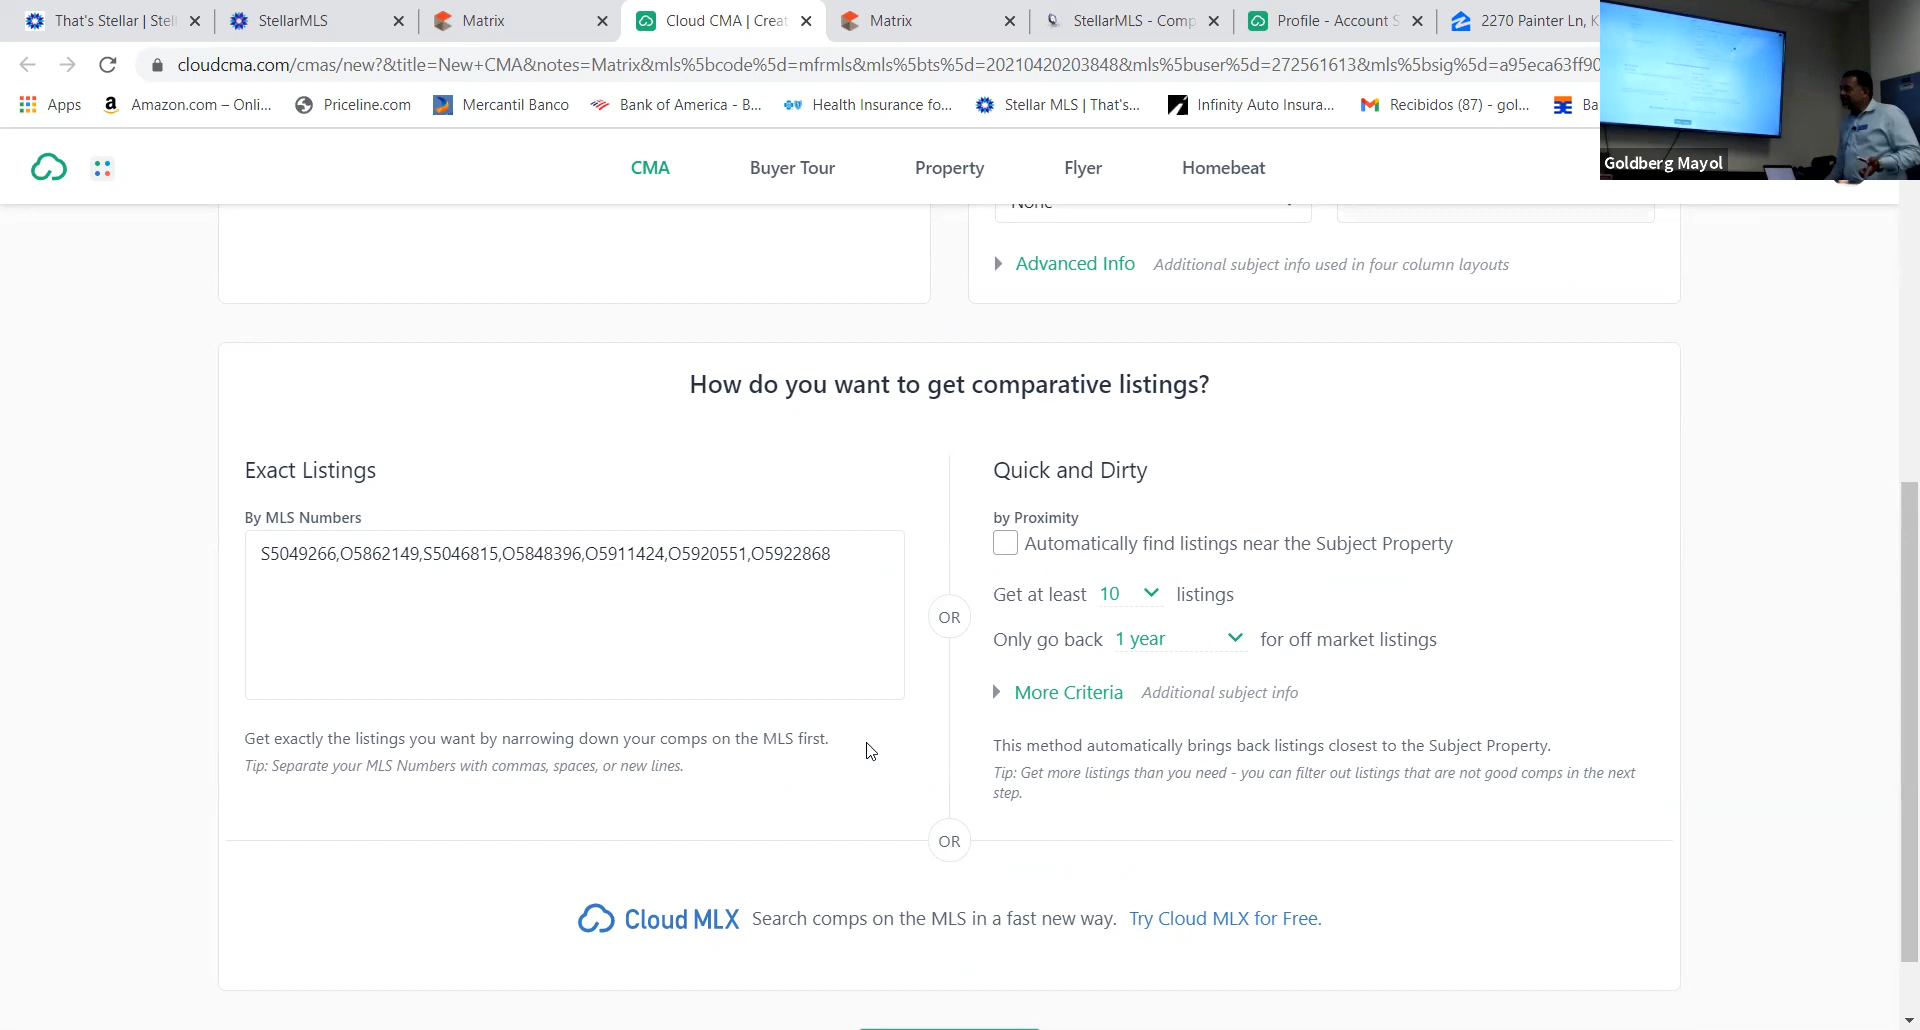 That's Stellar | Stel
StellarMLS
Matrix
Cloud CMA | Creat
Matrix
StellarMLS - Comp
Profile - Account S
2270 Painter Ln, K
cloudcma.com/cmas/new?&title=New+CMA&notes=Matrix&mls%5bcode%5d=mfrmls&mls%5bts%5d=20210420203848&mls%5buser%5d=272561613&mls%5bsig%5d=a95eca63ff90
Apps
Amazon.com – Onli...
Priceline.com
Mercantil Banco
Bank of America - B...
Health Insurance fo...
Stellar MLS | That's...
Infinity Auto Insura...
Recibidos (87) - gol...
Ba
Goldberg Mayol
CMA
Buyer Tour
Property
Flyer
Homebeat
None
Advanced Info Additional subject info used in four column layouts
How do you want to get comparative listings?
Exact Listings
By MLS Numbers
S5049266,O5862149,S5046815,O5848396,O5911424,O5920551,O5922868
Get exactly the listings you want by narrowing down your comps on the MLS first.
Tip: Separate your MLS Numbers with commas, spaces, or new lines.
OR
Quick and Dirty
by Proximity
Automatically find listings near the Subject Property
Get at least 10 listings
Only go back 1 year for off market listings
More Criteria Additional subject info
This method automatically brings back listings closest to the Subject Property.
Tip: Get more listings than you need - you can filter out listings that are not good comps in the next
step.
OR
Cloud MLX Search comps on the MLS in a fast new way. Try Cloud MLX for Free.